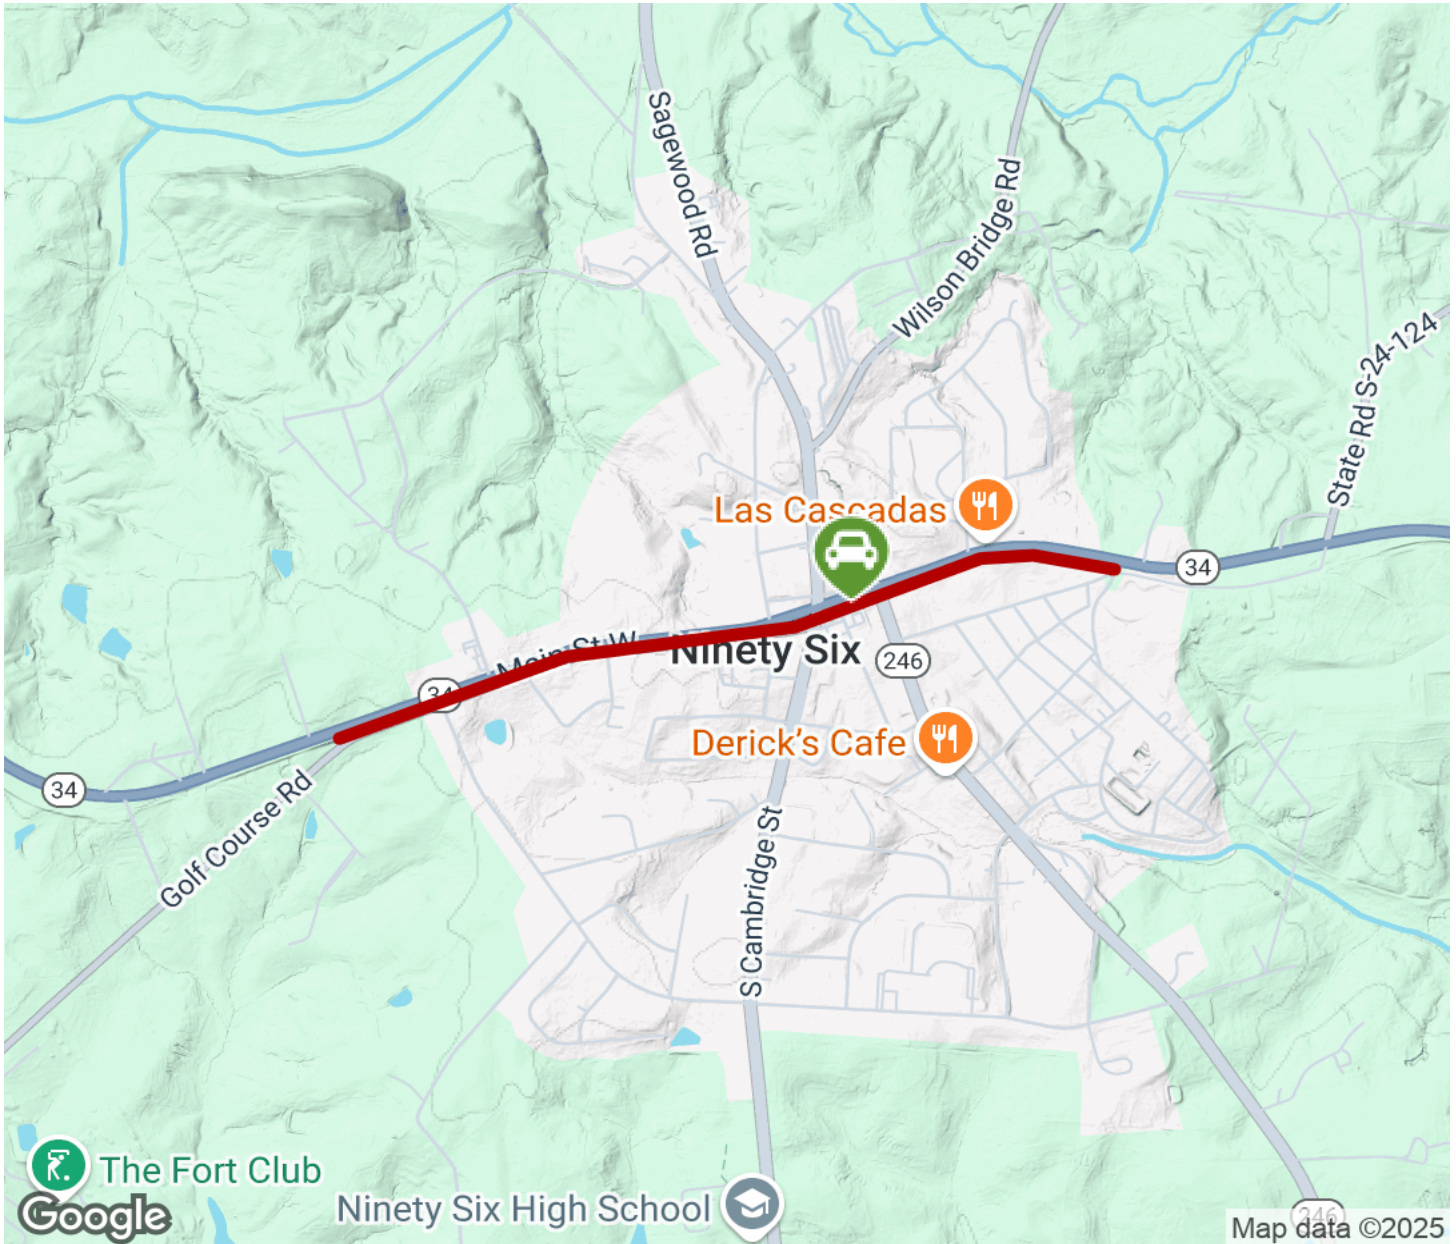 Sagewood Rd
Wilson Bridge Rd
State Rd S-24-124
Las Cascadas
34
Main St W
Ninety Six
246
34
Derick's Cafe
34
Golf Course Rd
S Cambridge St
The Fort Club
Ninety Six High School
246
Google
Map data ©2025